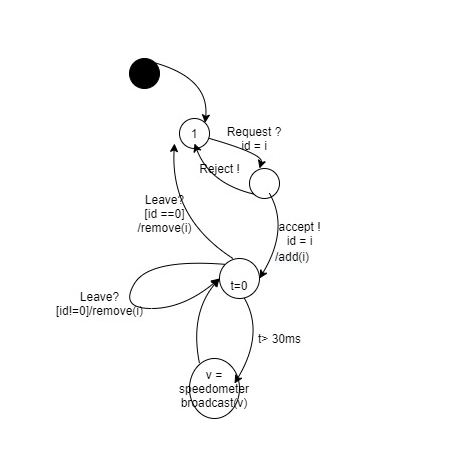 1
Request ?
id = i
Reject !
Leave?
[id ==0]
/remove(i)
accept !
id = i
/add(i)
t=0
Leave?
[id!=0]/remove(i)
t> 30ms
v =
speedometer
broadcast(v)